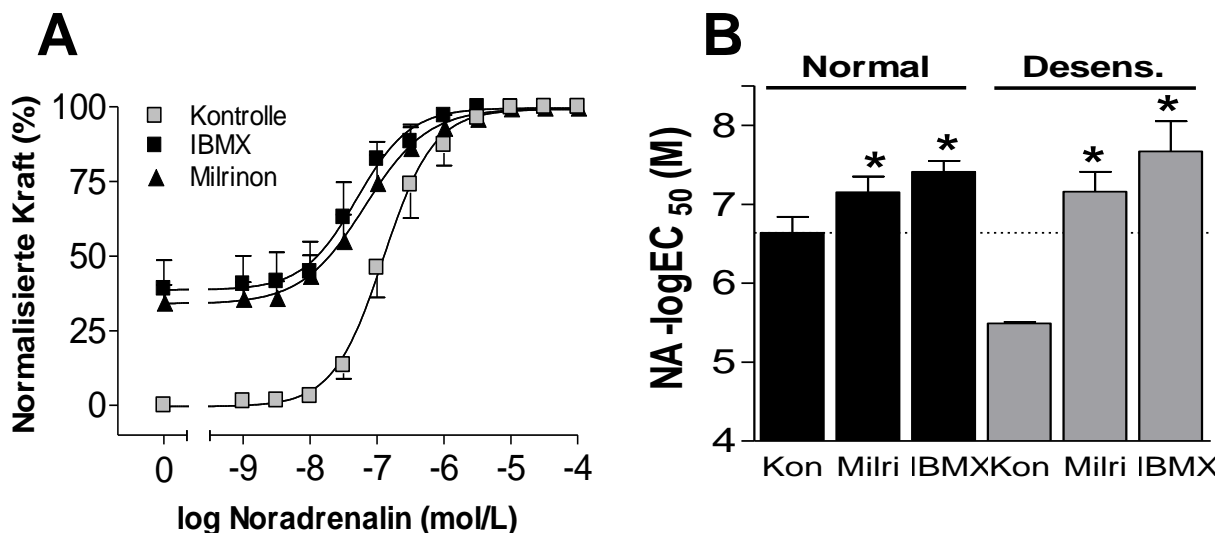 A
Normalisierte Kraft (%)
100
75
50
25
0
Kontrolle
IBMX
Milrinon
0 -9 -8 -7 -6 -5 -4
log Noradrenalin (mol/L)
B
Normal Desens.
NA -logEC 50 (M)
8
7
6
5
4
* * * *
Kon Milri IBMX Kon Milri IBMX